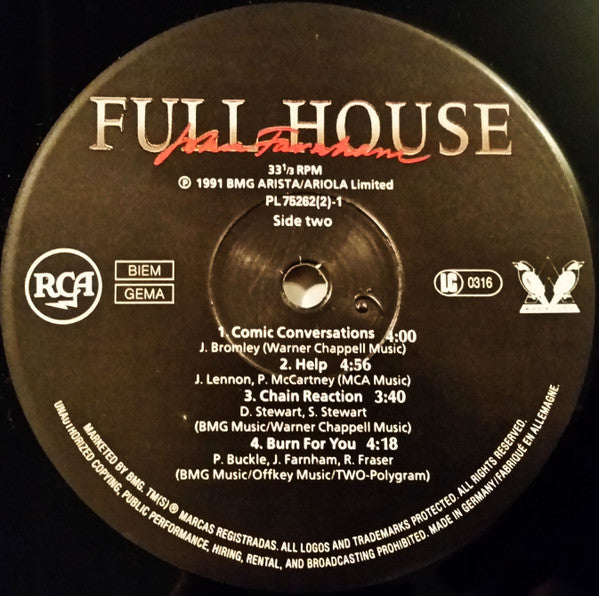 FULL HOUSE
John Farnham
33⅓ RPM
℗ 1991 BMG ARISTA/ARIOLA Limited
PL 75262(2)-1
Side two
RCA
BIEM
GEMA
LC 0316
1. Comic Conversations 4:00
J. Bromley (Warner Chappell Music)
2. Help 4:56
J. Lennon, P. McCartney (MCA Music)
3. Chain Reaction 3:40
D. Stewart, S. Stewart
(BMG Music/Warner Chappell Music)
4. Burn For You 4:18
P. Buckle, J. Farnham, R. Fraser
(BMG Music/Offkey Music/TWO-Polygram)
MARKETED BY BMG. TM(S) ® MARCAS REGISTRADAS. ALL LOGOS AND TRADEMARKS PROTECTED. ALL RIGHTS RESERVED.
UNAUTHORIZED COPYING, PUBLIC PERFORMANCE, HIRING, RENTAL, AND BROADCASTING PROHIBITED. MADE IN GERMANY/FABRIQUÉ EN ALLEMAGNE.